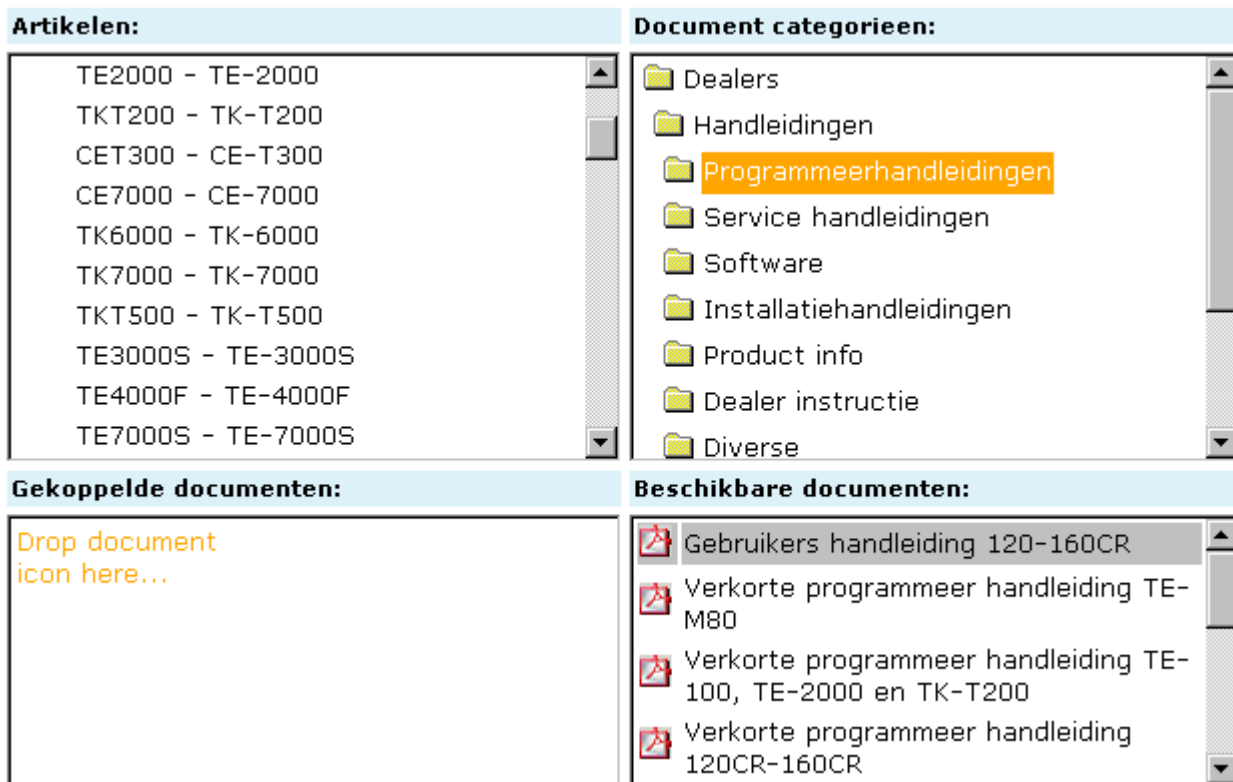 Artikelen:
TE2000 - TE-2000
TKT200 - TK-T200
CET300 - CE-T300
CE7000 - CE-7000
TK6000 - TK-6000
TK7000 - TK-7000
TKT500 - TK-T500
TE3000S - TE-3000S
TE4000F - TE-4000F
TE7000S - TE-7000S
Document categorieen:
Dealers
Handleidingen
Programmeerhandleidingen
Service handleidingen
Software
Installatiehandleidingen
Product info
Dealer instructie
Diverse
Gekoppelde documenten:
Drop document
icon here...
Beschikbare documenten:
Gebruikers handleiding 120-160CR
Verkorte programmeer handleiding TE-
M80
Verkorte programmeer handleiding TE-
100, TE-2000 en TK-T200
Verkorte programmeer handleiding
120CR-160CR